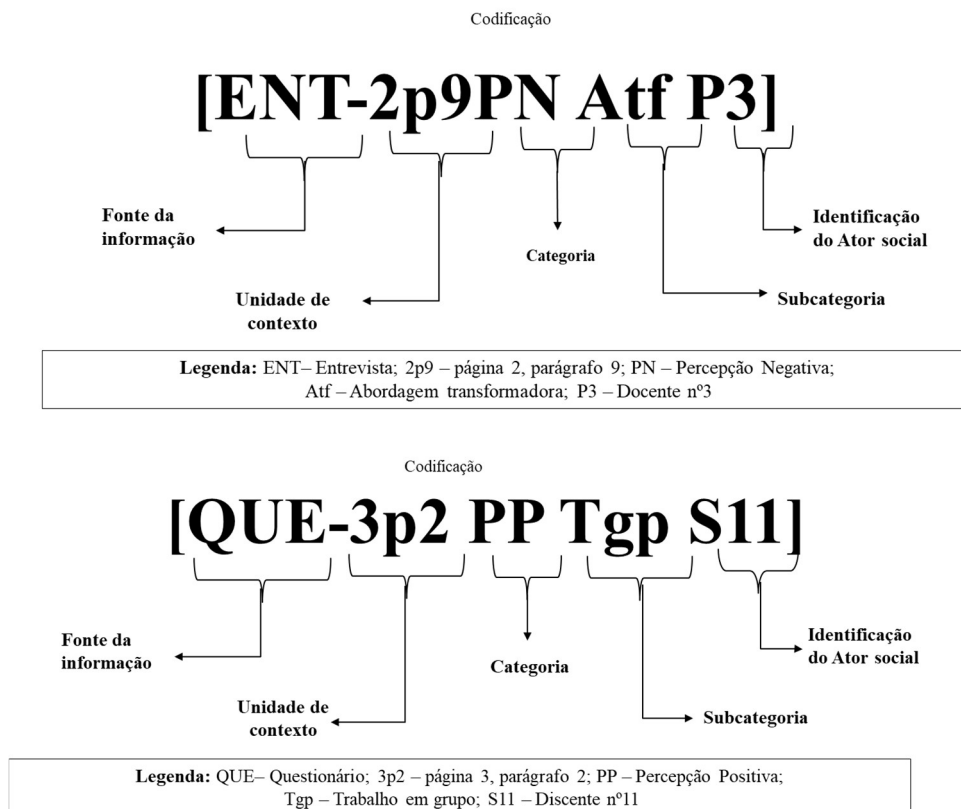 Codificação
[ENT-2p9PN Atf P3]
Fonte da
informação
Identificação
do Ator social
Categoria
Unidade de
contexto
Subcategoria
Legenda: ENT– Entrevista; 2p9 – página 2, parágrafo 9; PN – Percepção Negativa;
Atf – Abordagem transformadora; P3 – Docente nº3
Codificação
[QUE-3p2 PP Tgp S11]
Fonte da
informação
Identificação
do Ator social
Categoria
Unidade de
contexto
Subcategoria
Legenda: QUE– Questionário; 3p2 – página 3, parágrafo 2; PP – Percepção Positiva;
Tgp – Trabalho em grupo; S11 – Discente nº11